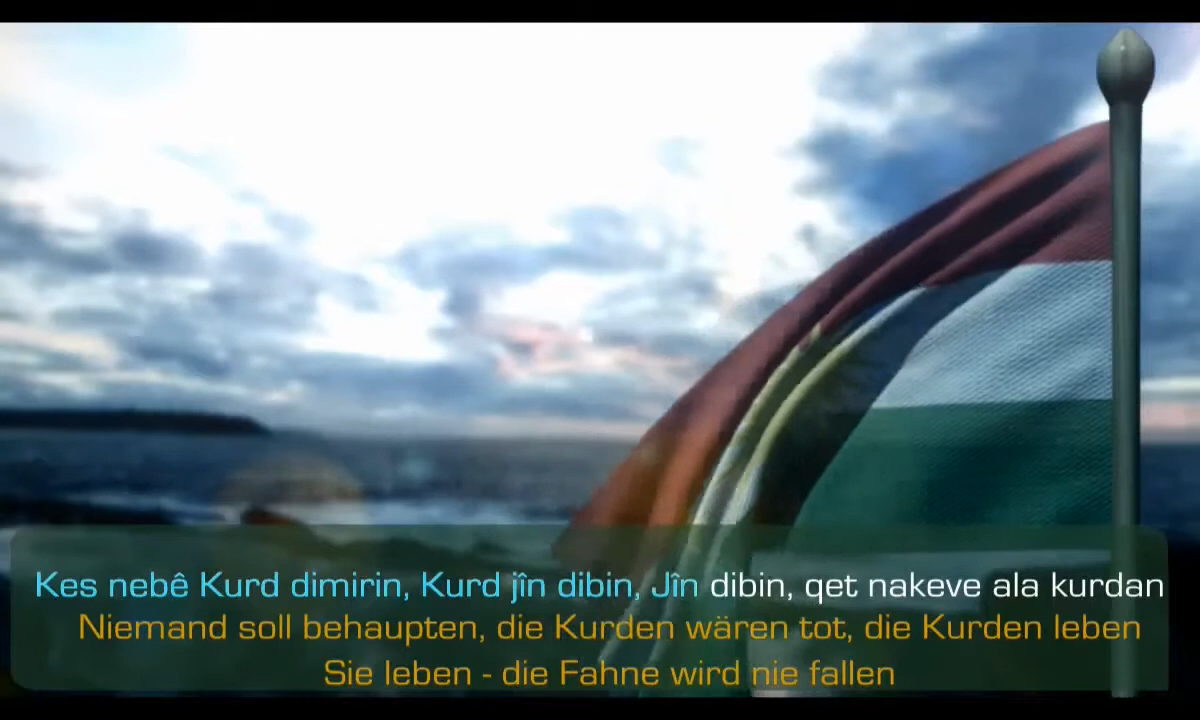 Kes nebê Kurd dimirin, Kurd jîn dibin, Jîn dibin, qet nakeve ala kurdan
Niemand soll behaupten, die Kurden wären tot, die Kurden leben
Sie leben - die Fahne wird nie fallen